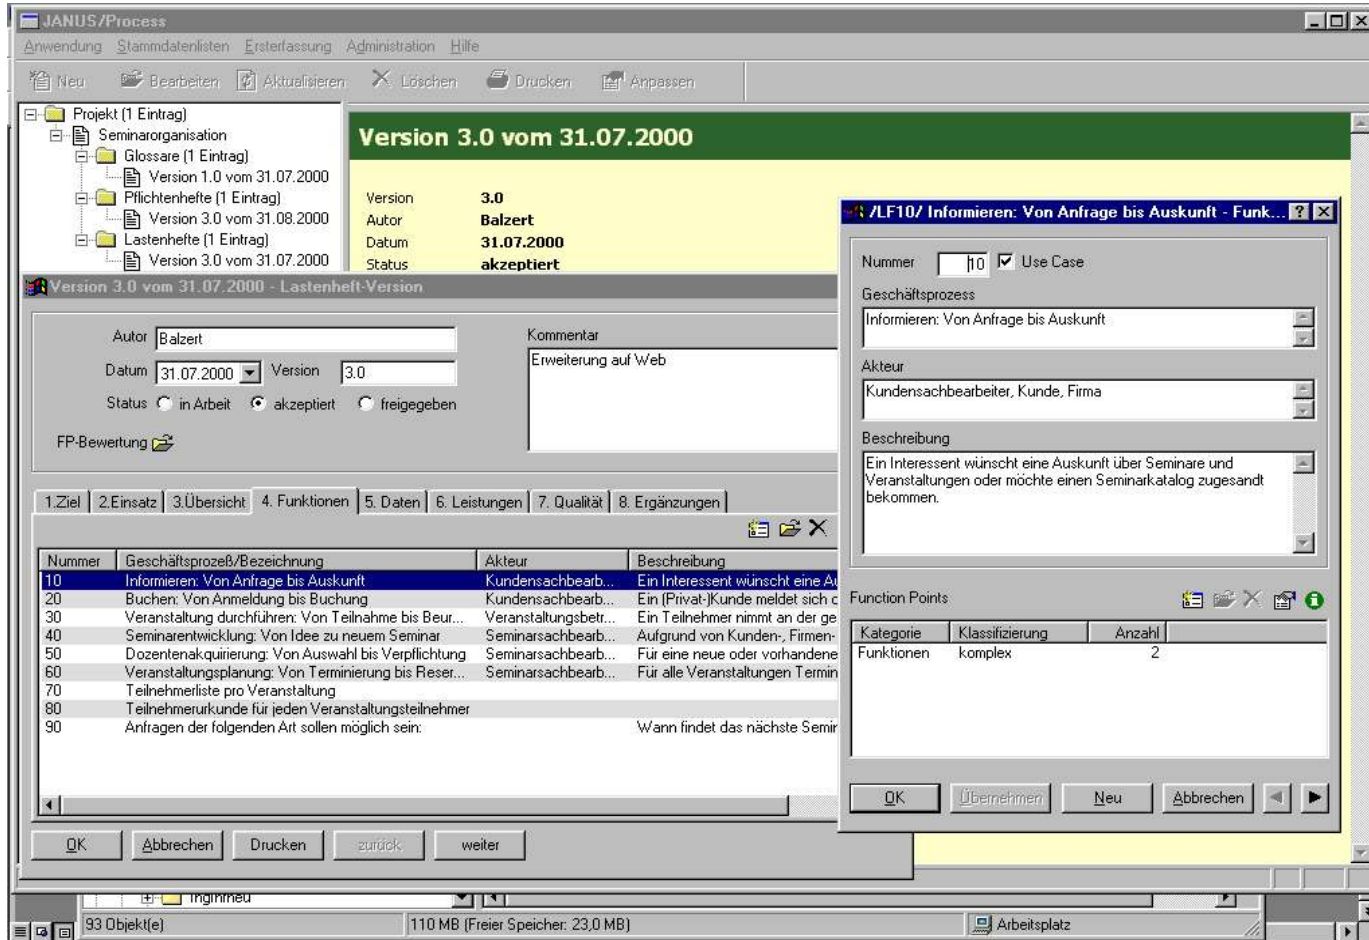 JANUS/Process
Anwendung Stammdatenlisten Ersterfassung Administration Hilfe
Neu Bearbeiten Aktualisieren Löschen Drucken Anpassen
Projekt (1 Eintrag)
Seminarorganisation
Glossare (1 Eintrag)
Version 1.0 vom 31.07.2000
Pflichtenhefte (1 Eintrag)
Version 3.0 vom 31.08.2000
Lastenhefte (1 Eintrag)
Version 3.0 vom 31.07.2000
Version 3.0 vom 31.07.2000
Version 3.0
Autor Balzert
Datum 31.07.2000
Status akzeptiert
Version 3.0 vom 31.07.2000 - Lastenheft-Version
Autor Balzert
Datum 31.07.2000 Version 3.0
Status in Arbeit akzeptiert freigegeben
FP-Bewertung
Kommentar
Erweiterung auf Web
1.Ziel 2.Einsatz 3.Übersicht 4. Funktionen 5. Daten 6. Leistungen 7. Qualität 8. Ergänzungen
Nummer Geschäftsprozeß/Bezeichnung Akteur Beschreibung
10 Informieren: Von Anfrage bis Auskunft Kundensachbearb... Ein Interessent wünscht eine Au
20 Buchen: Von Anmeldung bis Buchung Kundensachbearb... Ein (Privat-)Kunde meldet sich
30 Veranstaltung durchführen: Von Teilnahme bis Beur... Veranstaltungsbetr... Ein Teilnehmer nimmt an der ge
40 Seminarentwicklung: Von Idee zu neuem Seminar Seminarsachbearb... Aufgrund von Kunden-, Firmen-
50 Dozentenakquirierung: Von Auswahl bis Verpflichtung Seminarsachbearb... Für eine neue oder vorhandene
60 Veranstaltungsplanung: Von Terminierung bis Reser... Seminarsachbearb... Für alle Veranstaltungen Termin
70 Teilnehmerliste pro Veranstaltung
80 Teilnehmerurkunde für jeden Veranstaltungsteilnehmer
90 Anfragen der folgenden Art sollen möglich sein: Wann findet das nächste Semir
OK Abbrechen Drucken zurück weiter
/LF10/ Informieren: Von Anfrage bis Auskunft - Funk...
Nummer 10 Use Case
Geschäftsprozess
Informieren: Von Anfrage bis Auskunft
Akteur
Kundensachbearbeiter, Kunde, Firma
Beschreibung
Ein Interessent wünscht eine Auskunft über Seminare und
Veranstaltungen oder möchte einen Seminarkatalog zugesandt
bekommen.
Function Points
Kategorie Klassifizierung Anzahl
Funktionen komplex 2
OK Übernehmen Neu Abbrechen
93 Objekt(e) 110 MB (Freier Speicher: 23,0 MB) Arbeitsplatz